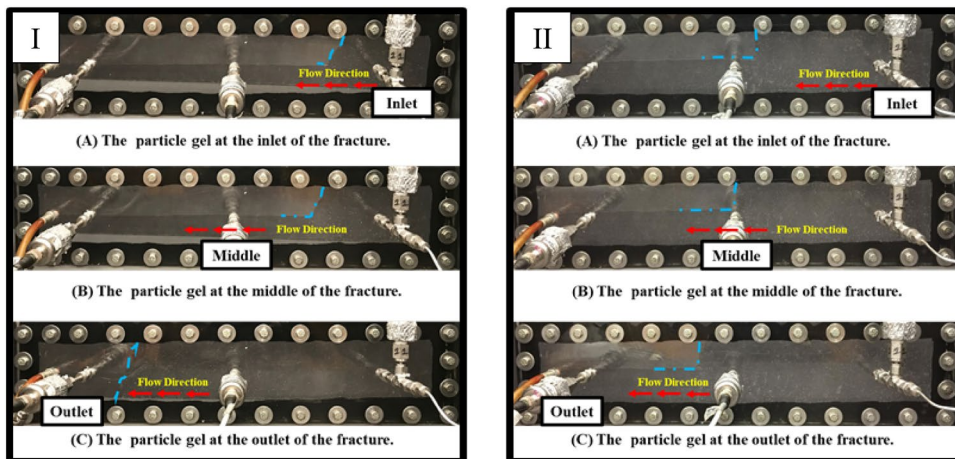 I
Flow Direction
Inlet
(A) The particle gel at the inlet of the fracture.
Flow Direction
Middle
(B) The particle gel at the middle of the fracture.
Flow Direction
Outlet
(C) The particle gel at the outlet of the fracture.
II
Flow Direction
Inlet
(A) The particle gel at the inlet of the fracture.
Flow Direction
Middle
(B) The particle gel at the middle of the fracture.
Flow Direction
Outlet
(C) The particle gel at the outlet of the fracture.